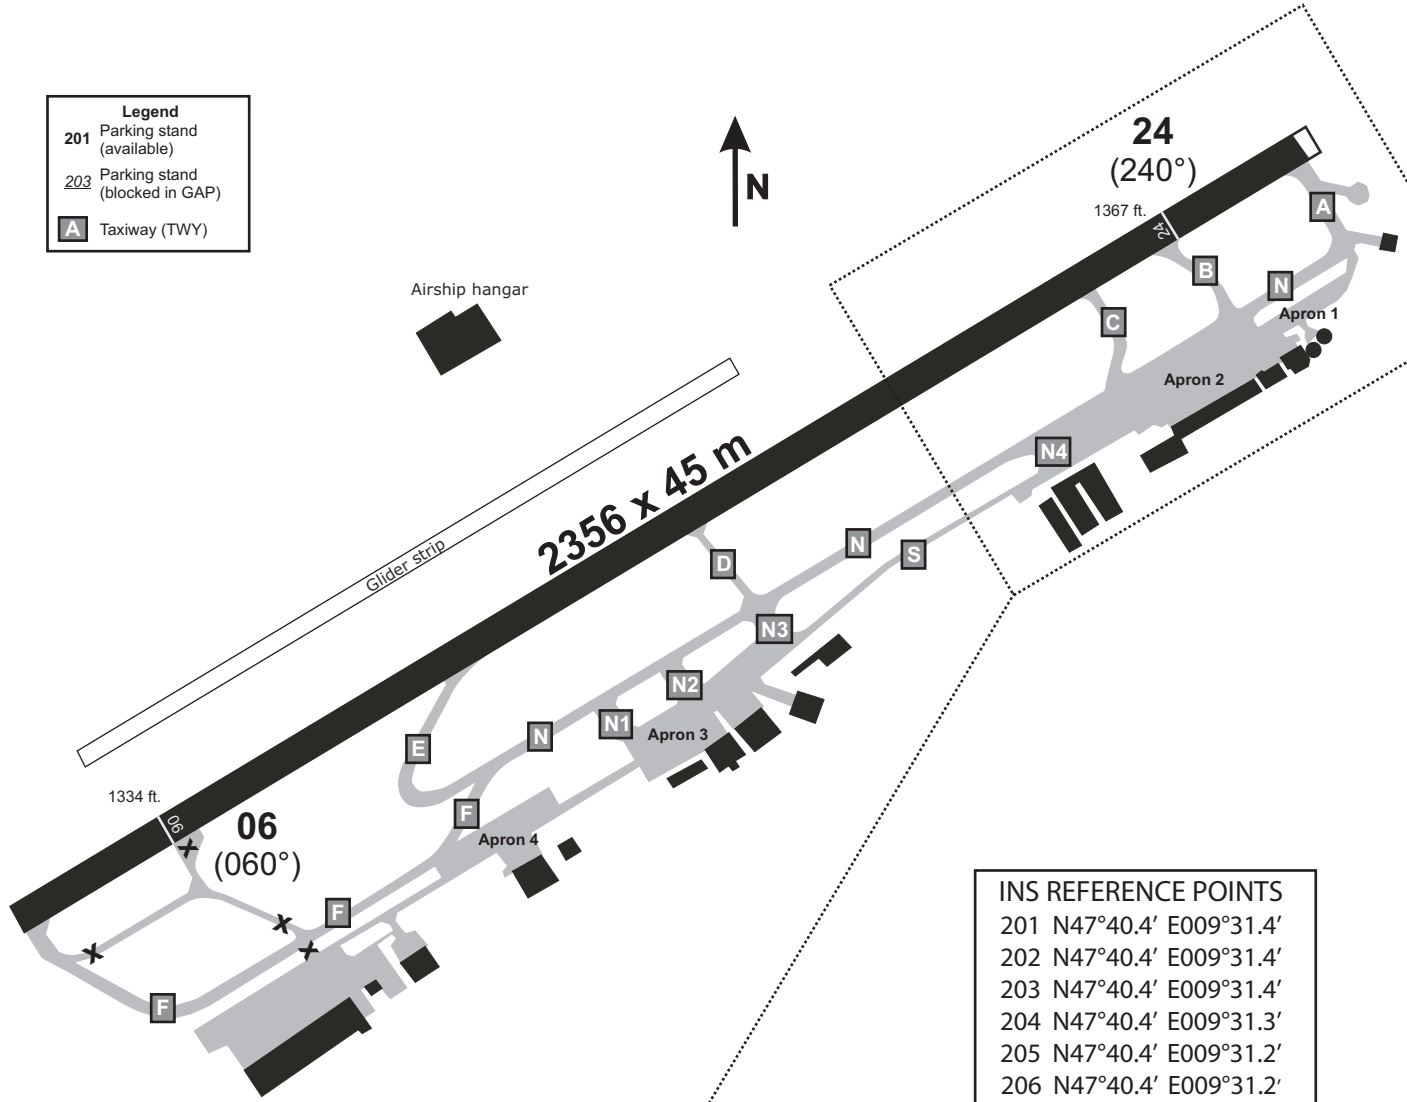 Legend
201 Parking stand
(available)
203 Parking stand
(blocked in GAP)
A Taxiway (TWY)
N
24
(240°)
1367 ft.
24
A
B
N
Apron 1
C
Apron 2
Airship hangar
N4
2356 x 45 m
Glider strip
D
N
S
N3
N2
N1
Apron 3
N
E
1334 ft.
06
06
(060°)
F
Apron 4
X
F
X
X
X
F
INS REFERENCE POINTS
201 N47°40.4′ E009°31.4′
202 N47°40.4′ E009°31.4′
203 N47°40.4′ E009°31.4′
204 N47°40.4′ E009°31.3′
205 N47°40.4′ E009°31.2′
206 N47°40.4′ E009°31.2′